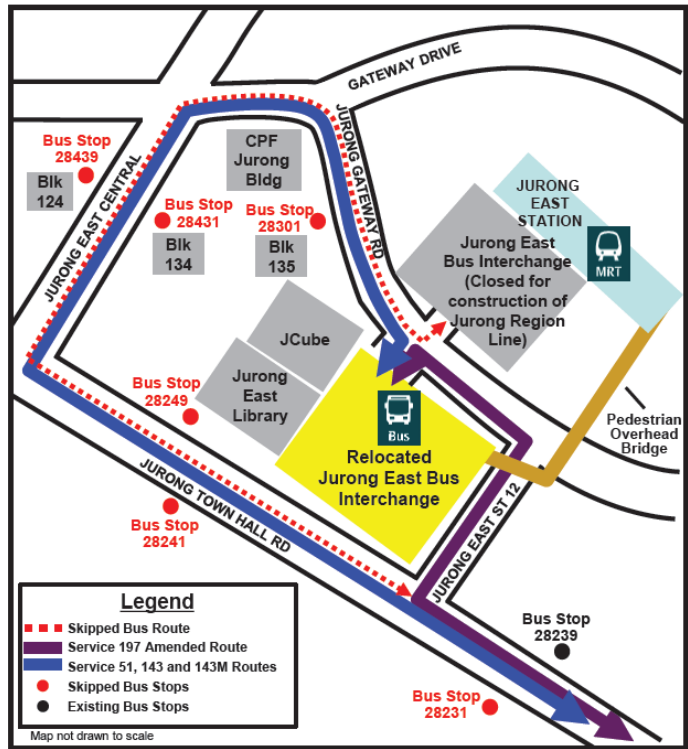 GATEWAY DRIVE
JURONG GATEWAY RD
JURONG EAST CENTRAL
Bus Stop
28439
Blk
124
CPF
Jurong
Bldg
Bus Stop
28431
Blk
134
Bus Stop
28301
Blk
135
JURONG
EAST
STATION
MRT
Jurong East
Bus Interchange
(Closed for
construction of
Jurong Region
Line)
JCube
Jurong
East
Library
Bus
Relocated
Jurong East Bus
Interchange
Pedestrian
Overhead
Bridge
Bus Stop
28249
Bus Stop
28241
JURONG TOWN HALL RD
JURONG EAST ST 12
Bus Stop
28239
Bus Stop
28231
Legend
Skipped Bus Route
Service 197 Amended Route
Service 51, 143 and 143M Routes
Skipped Bus Stops
Existing Bus Stops
Map not drawn to scale